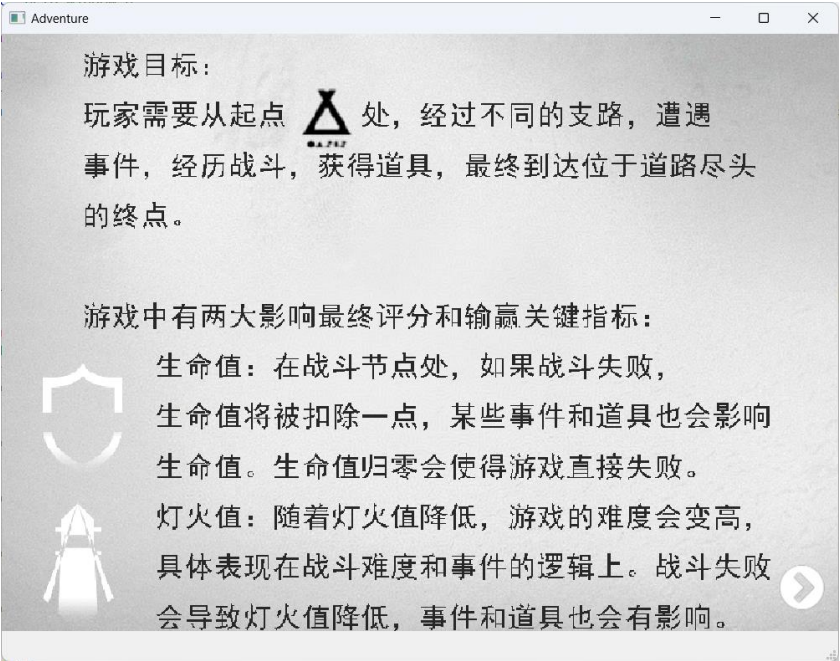 Adventure
游戏目标：
玩家需要从起点 处，经过不同的支路，遭遇
事件，经历战斗，获得道具，最终到达位于道路尽头
的终点。
游戏中有两大影响最终评分和输赢关键指标：
生命值：在战斗节点处，如果战斗失败，
生命值将被扣除一点，某些事件和道具也会影响
生命值。生命值归零会使得游戏直接失败。
灯火值：随着灯火值降低，游戏的难度会变高，
具体表现在战斗难度和事件的逻辑上。战斗失败
会导致灯火值降低，事件和道具也会有影响。